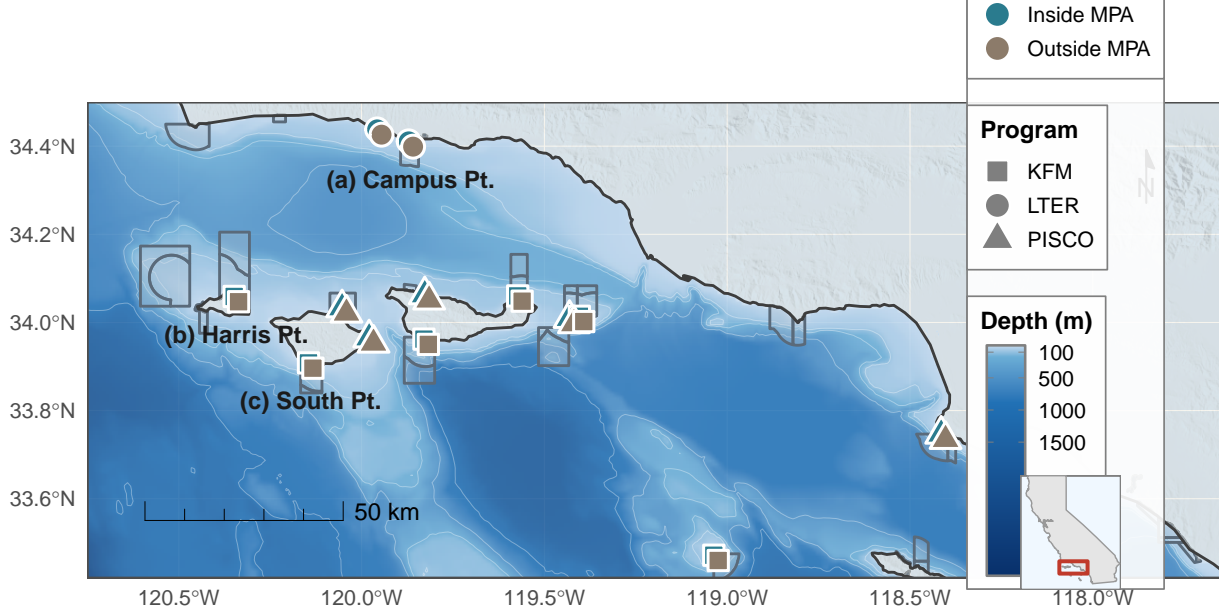 Inside MPA
Outside MPA
Program
KFM
LTER
PISCO
N
Depth (m)
100
500
1000
1500
34.4°N
34.2°N
34.0°N
33.8°N
33.6°N
(a) Campus Pt.
(b) Harris Pt.
(c) South Pt.
50 km
120.5°W
120.0°W
119.5°W
119.0°W
118.5°W
118.0°W